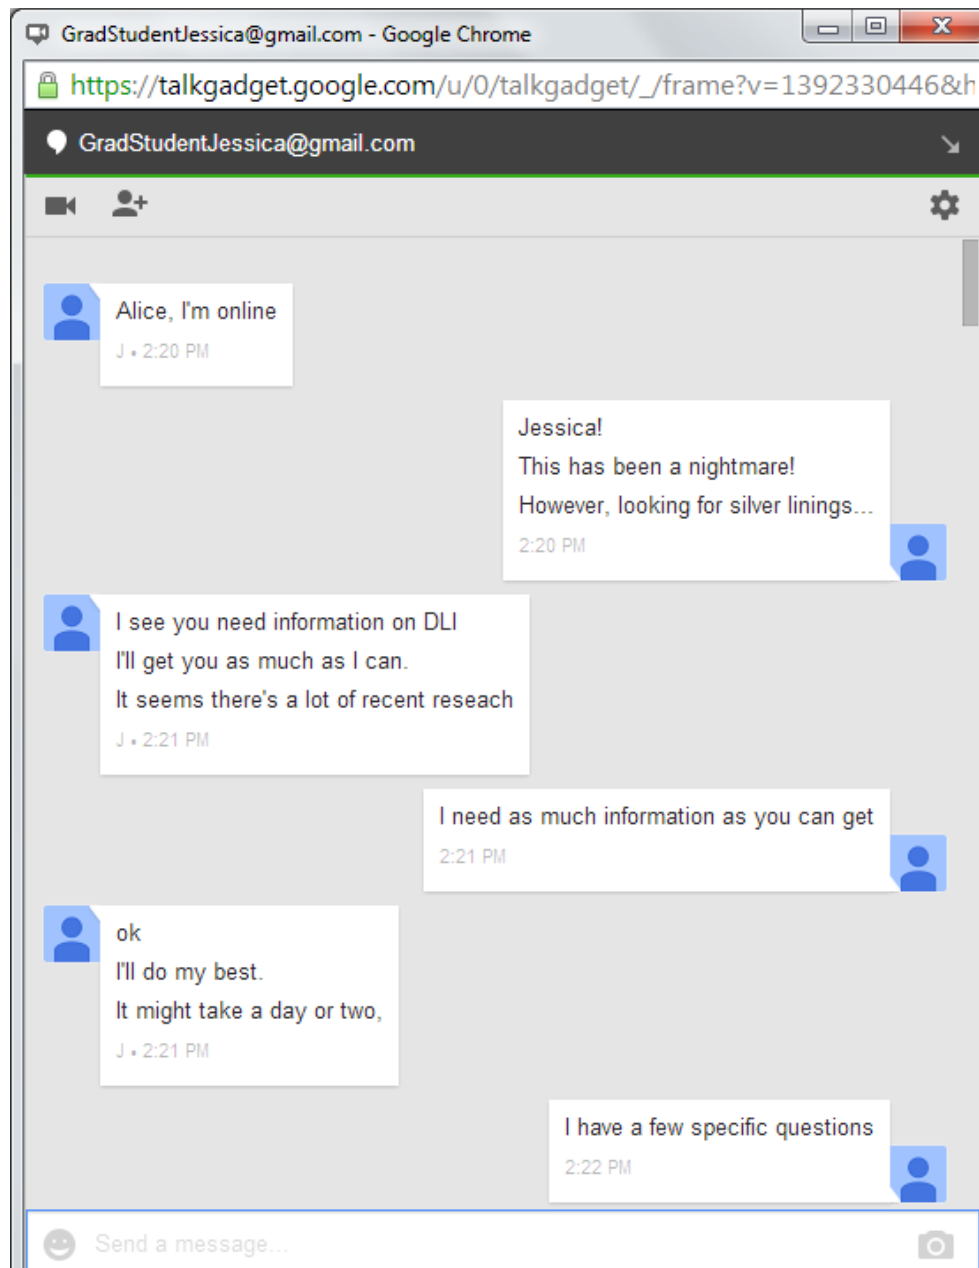 GradStudentJessica@gmail.com - Google Chrome
https://talkgadget.google.com/u/0/talkgadget/_/frame?v=1392330446&h
GradStudentJessica@gmail.com
Alice, I'm online
J • 2:20 PM
Jessica!
This has been a nightmare!
However, looking for silver linings...
2:20 PM
I see you need information on DLI
I'll get you as much as I can.
It seems there's a lot of recent reseach
J • 2:21 PM
I need as much information as you can get
2:21 PM
ok
I'll do my best.
It might take a day or two,
J • 2:21 PM
I have a few specific questions
2:22 PM
Send a message...